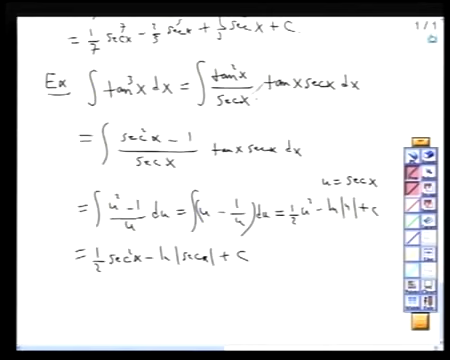 = 1/7 sec⁷x - 2/5 sec⁵x + 1/3 sec³x + C
1/1
Ex ∫ tan³x dx = ∫ tan²x / sec x · tan x sec x dx
= ∫ (sec²x - 1) / sec x tan x sec x dx
u = sec x
= ∫ (u² - 1)/u du = ∫(u - 1/u) du = 1/2 u² - ln|u| + C
= 1/2 sec²x - ln|sec x| + C